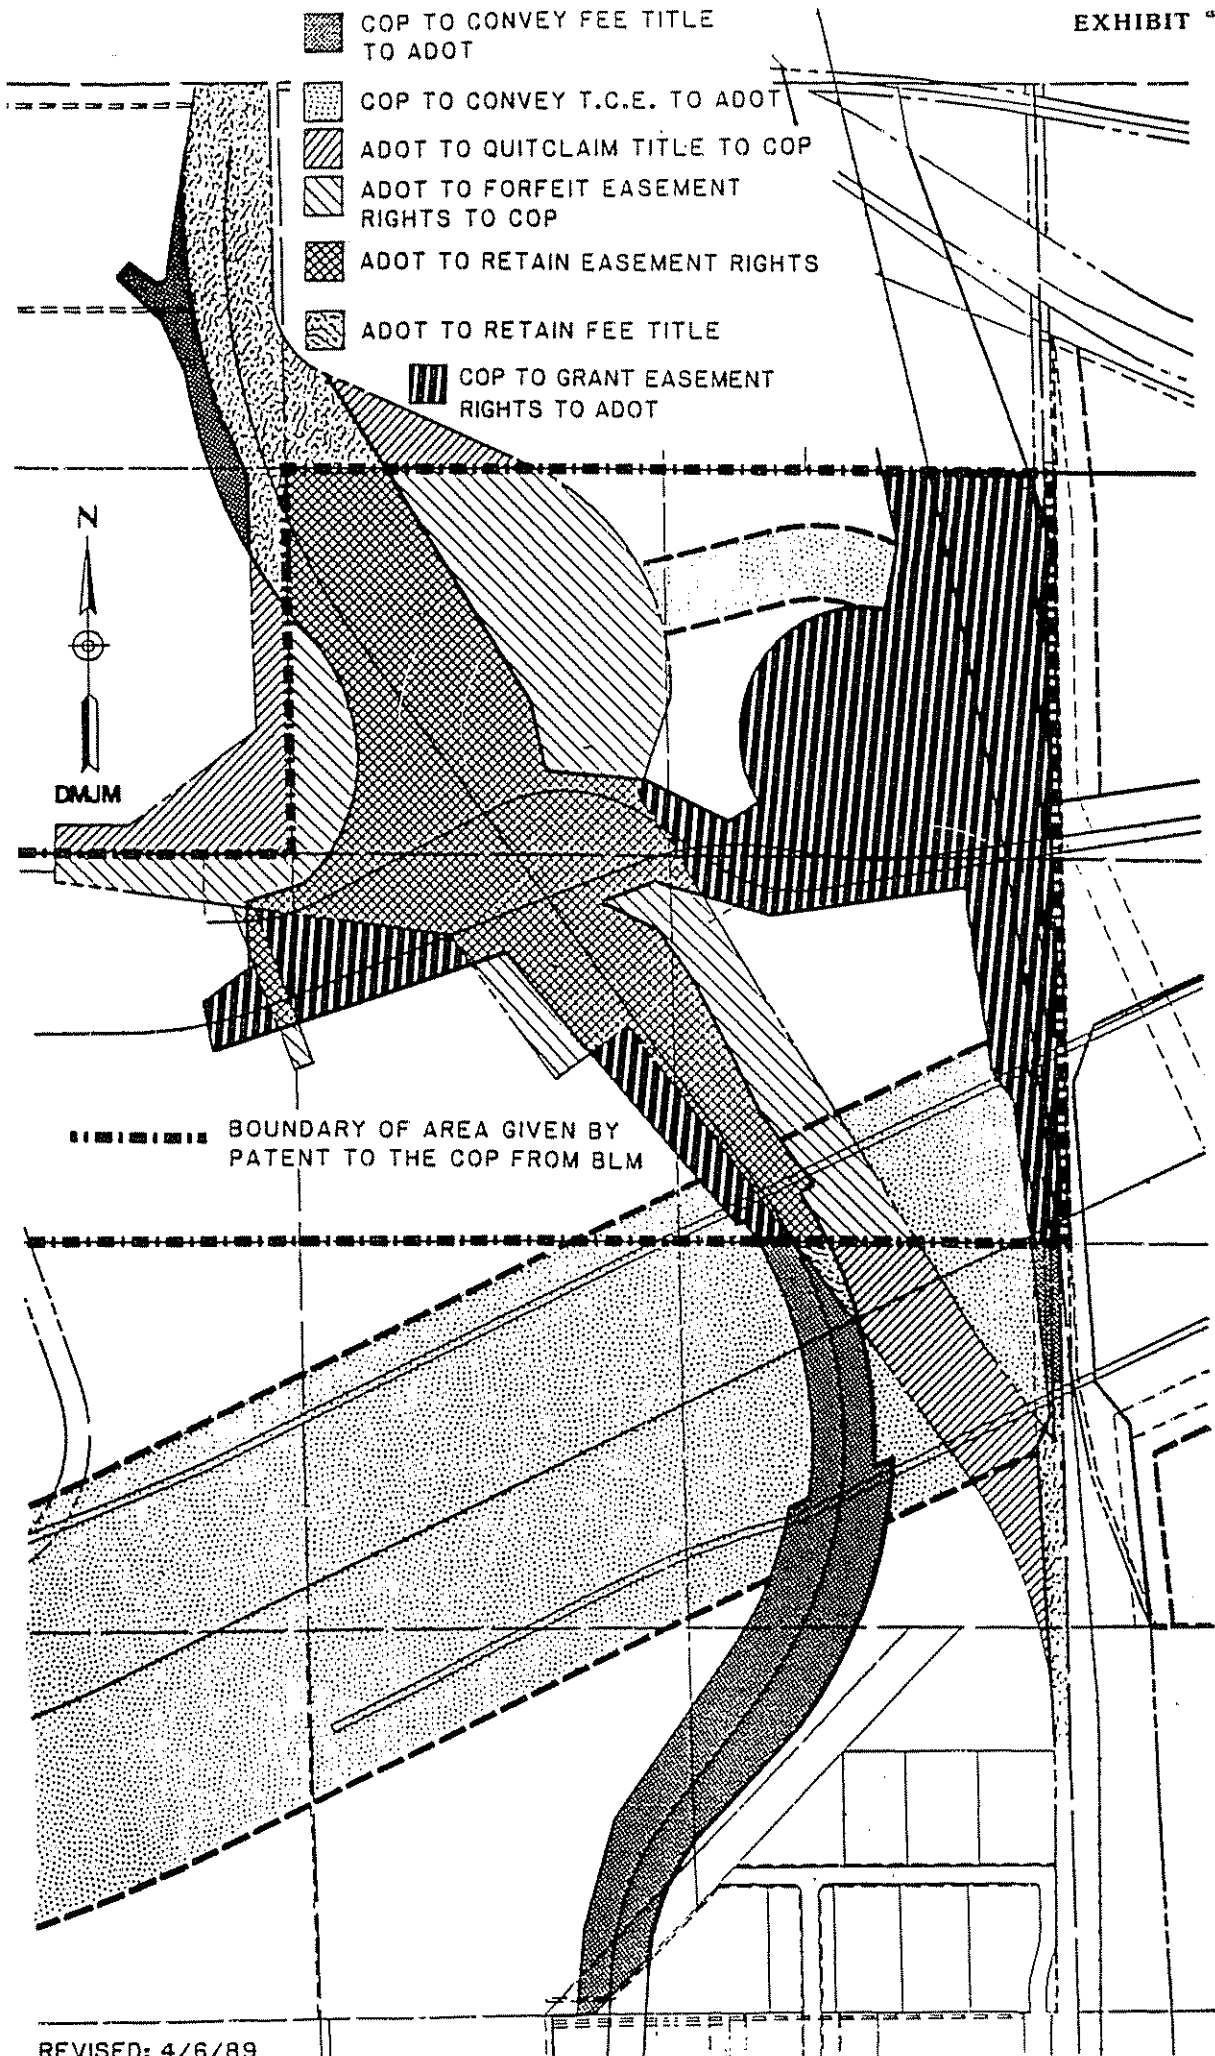 COP TO CONVEY FEE TITLE
TO ADOT
EXHIBIT "
COP TO CONVEY T.C.E. TO ADOT
ADOT TO QUITCLAIM TITLE TO COP
ADOT TO FORFEIT EASEMENT
RIGHTS TO COP
ADOT TO RETAIN EASEMENT RIGHTS
ADOT TO RETAIN FEE TITLE
COP TO GRANT EASEMENT
RIGHTS TO ADOT
N
DMJM
BOUNDARY OF AREA GIVEN BY
PATENT TO THE COP FROM BLM
REVISED: 4/6/89